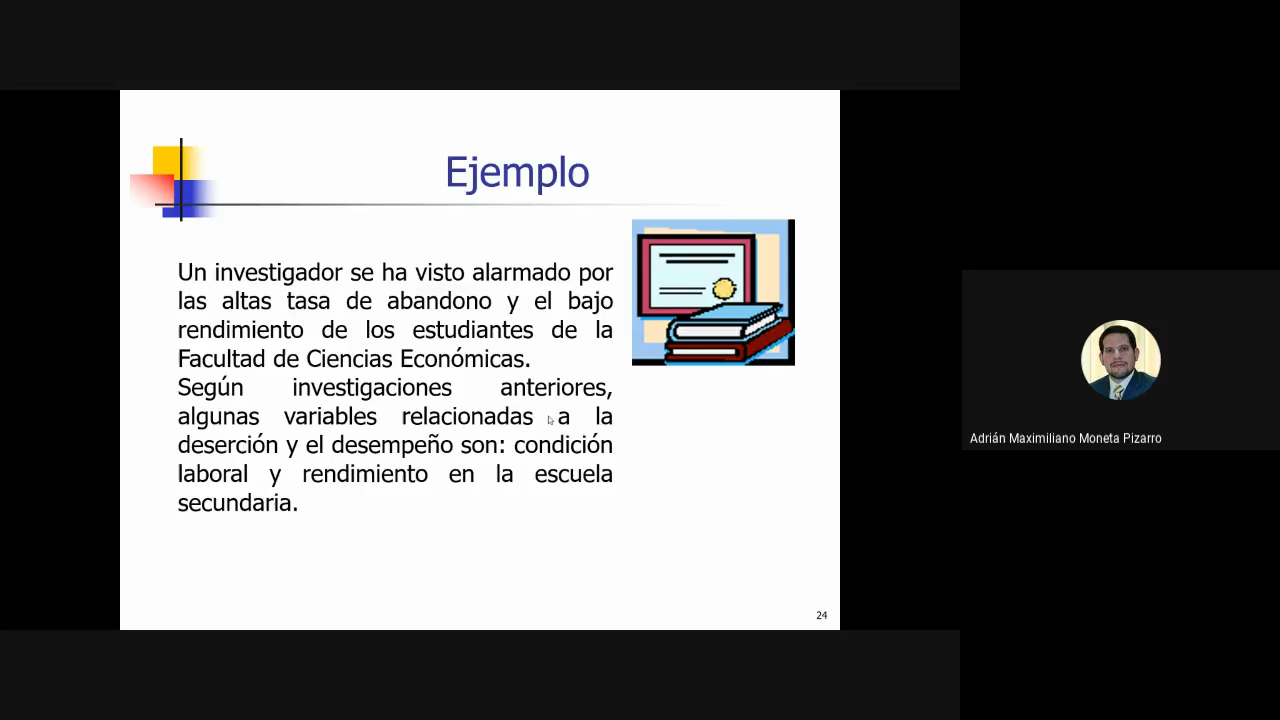 Ejemplo
Un investigador se ha visto alarmado por
las altas tasa de abandono y el bajo
rendimiento de los estudiantes de la
Facultad de Ciencias Económicas.
Según investigaciones anteriores,
algunas variables relacionadas a la
deserción y el desempeño son: condición
laboral y rendimiento en la escuela
secundaria.
24
Adrián Maximiliano Moneta Pizarro